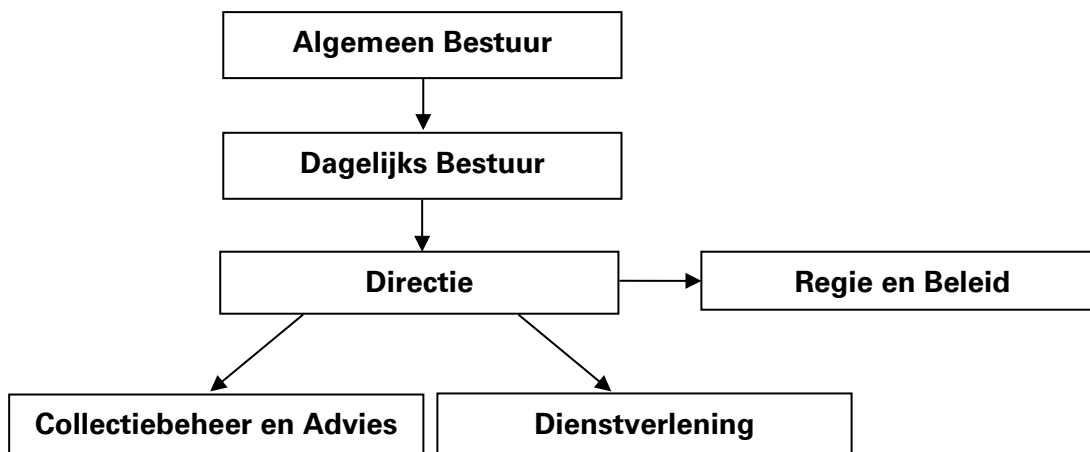 Algemeen Bestuur
Dagelijks Bestuur
Directie
Regie en Beleid
Collectiebeheer en Advies
Dienstverlening